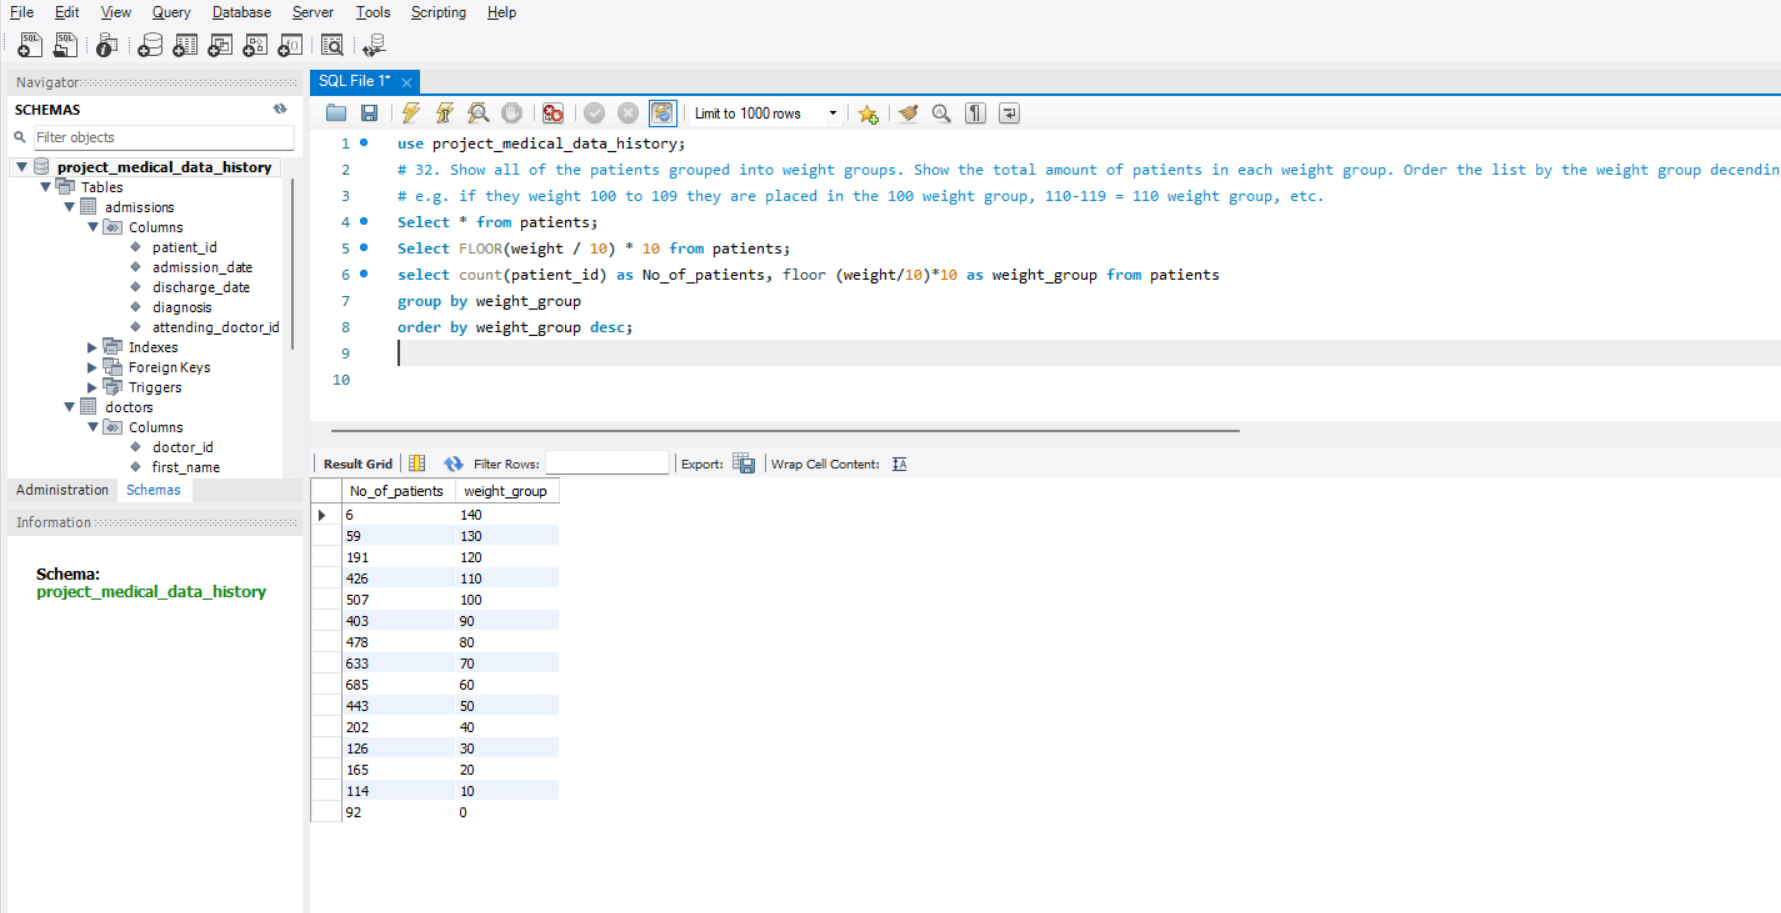 File Edit View Query Database Server Tools Scripting Help
Navigator
SCHEMAS
Filter objects
project_medical_data_history
Tables
admissions
Columns
patient_id
admission_date
discharge_date
diagnosis
attending_doctor_id
Indexes
Foreign Keys
Triggers
doctors
Columns
doctor_id
first_name
Administration Schemas
Information
Schema:
project_medical_data_history
SQL File 1*
Limit to 1000 rows
1 use project_medical_data_history;
2 # 32. Show all of the patients grouped into weight groups. Show the total amount of patients in each weight group. Order the list by the weight group decendin
3 # e.g. if they weight 100 to 109 they are placed in the 100 weight group, 110-119 = 110 weight group, etc.
4 Select * from patients;
5 Select FLOOR(weight / 10) * 10 from patients;
6 select count(patient_id) as No_of_patients, floor (weight/10)*10 as weight_group from patients
7 group by weight_group
8 order by weight_group desc;
9
10
Result Grid Filter Rows: Export: Wrap Cell Content: IA
No_of_patients weight_group
6 140
59 130
191 120
426 110
507 100
403 90
478 80
633 70
685 60
443 50
202 40
126 30
165 20
114 10
92 0